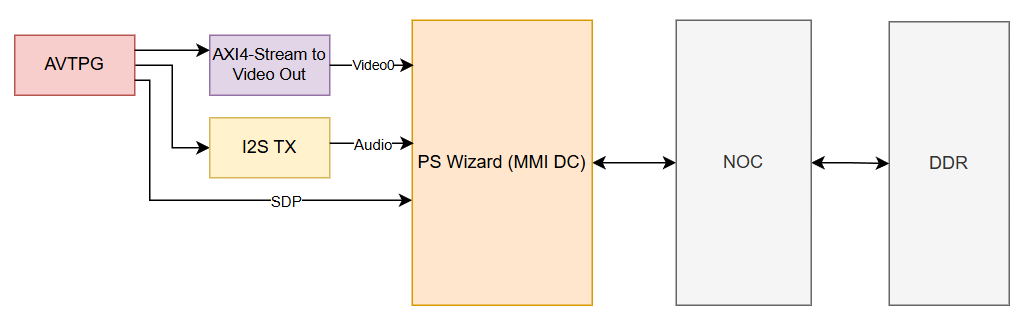 AVTPG
AXI4-Stream to
Video Out
Video0
I2S TX
Audio
SDP
PS Wizard (MMI DC)
NOC
DDR